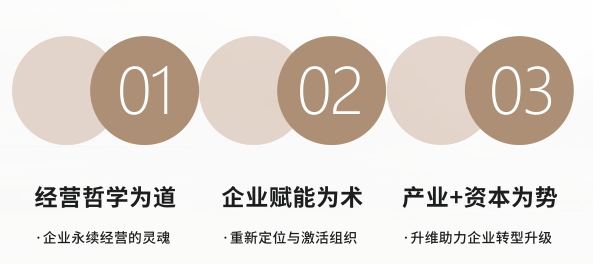 01
02
03
经营哲学为道
企业赋能为术
产业+资本为势
·企业永续经营的灵魂
·重新定位与激活组织
·升维助力企业转型升级